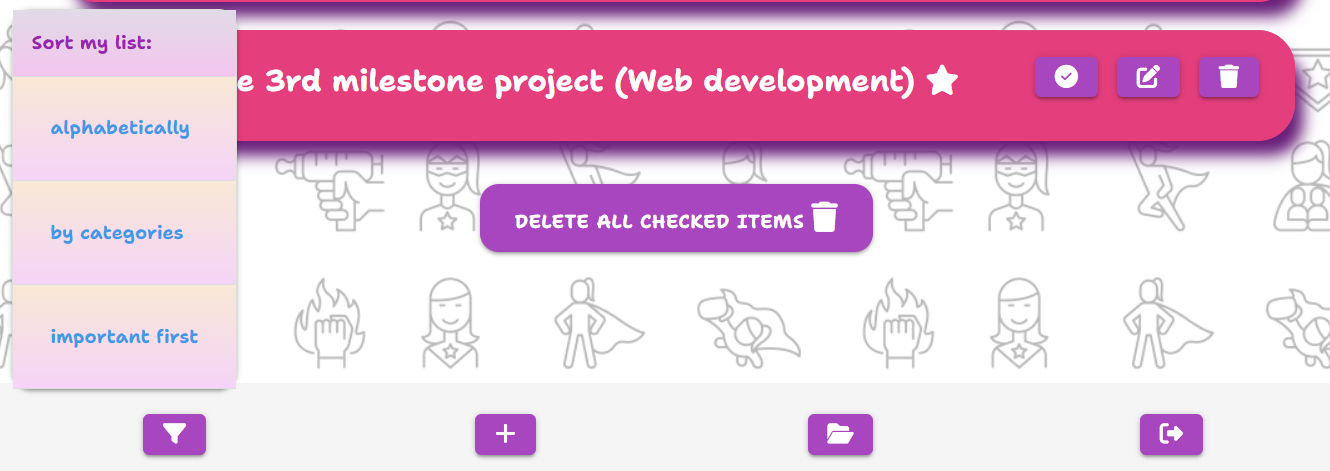 Sort my list:
e 3rd milestone project (Web development)
alphabetically
by categories
important first
DELETE ALL CHECKED ITEMS